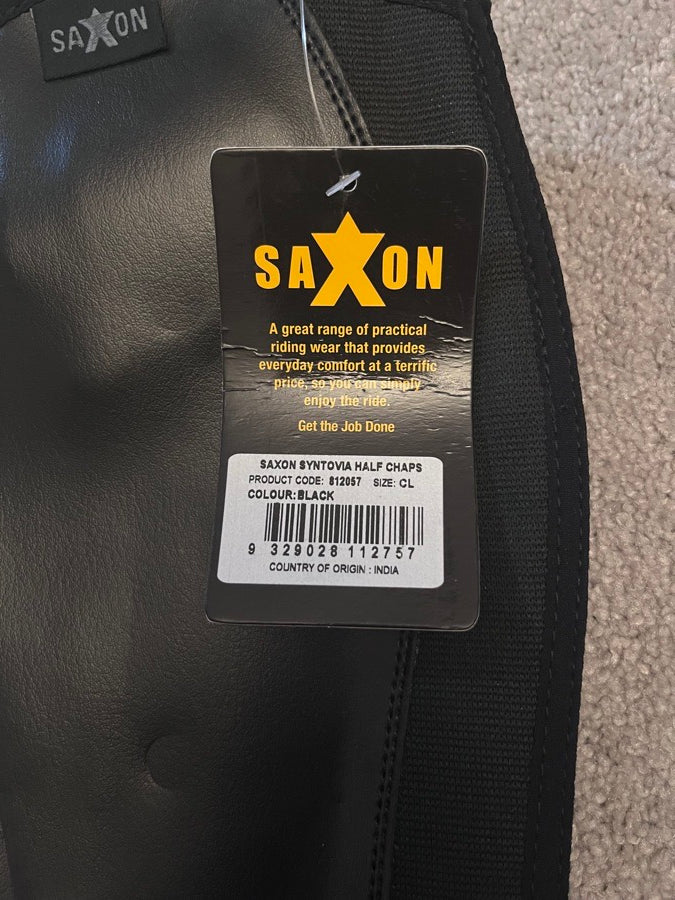 SAXON
SAXON
A great range of practical
riding wear that provides
everyday comfort at a terrific
price, so you can simply
enjoy the ride.
Get the Job Done
SAXON SYNTOVIA HALF CHAPS
PRODUCT CODE: 812057 SIZE: CL
COLOUR:BLACK
9 329028 112757
COUNTRY OF ORIGIN : INDIA